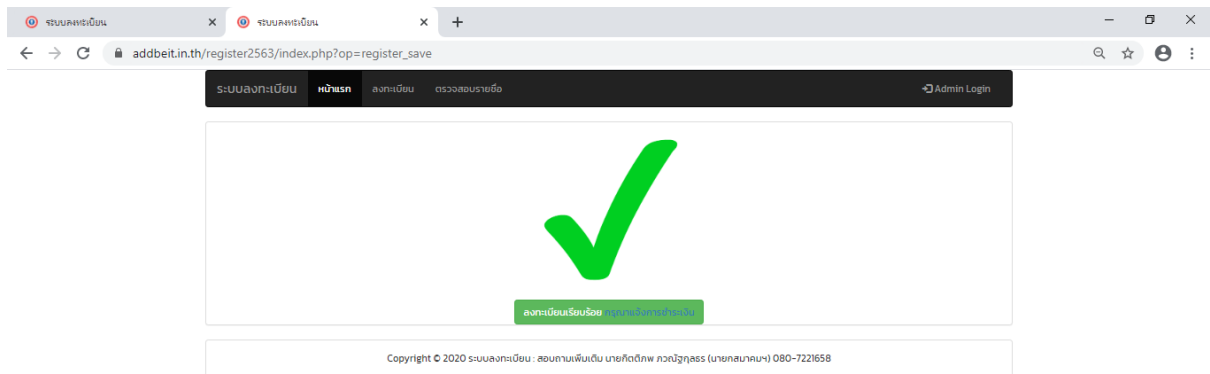 ระบบลงทะเบียน ระบบลงทะเบียน
addbeit.in.th/register2563/index.php?op=register_save
ระบบลงทะเบียน หน้าแรก ลงทะเบียน ตรวจสอบรายชื่อ Admin Login
ลงทะเบียนเรียบร้อย กรุณาแจ้งการชำระเงิน
Copyright © 2020 ระบบลงทะเบียน : สอบถามเพิ่มเติม นายกิตติภพ ภวณัฐกุลธร (นายกสมาคมฯ) 080-7221658